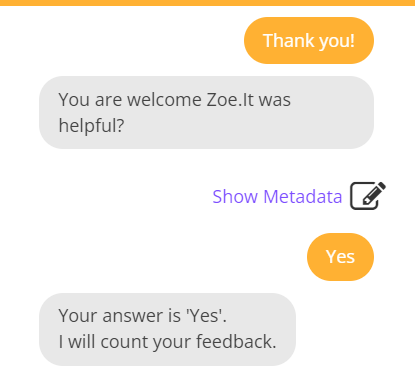 Thank you!
You are welcome Zoe.It was
helpful?
Show Metadata
Yes
Your answer is 'Yes'.
I will count your feedback.